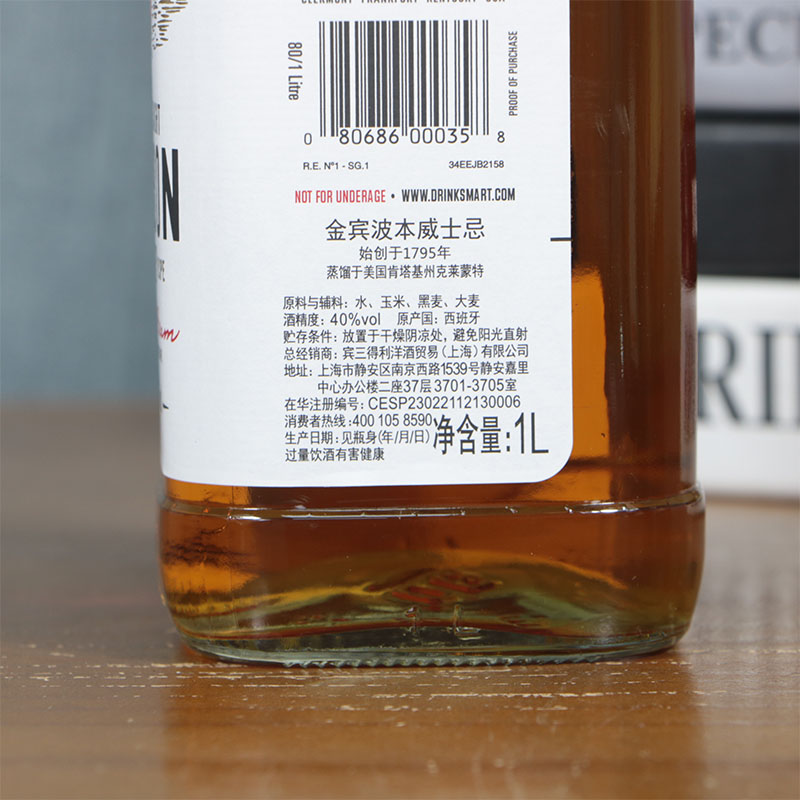 CLERMONT FRANKFORT KENTUCKY USA
80/1 Litre
PROOF OF PURCHASE
0 80686 00035 8
R.E. Nº1 - SG.1 34EEJB2158
NOT FOR UNDERAGE • WWW.DRINKSMART.COM
金宾波本威士忌
始创于1795年
蒸馏于美国肯塔基州克莱蒙特
原料与辅料：水、玉米、黑麦、大麦
酒精度：40%vol 原产国：西班牙
贮存条件：放置于干燥阴凉处，避免阳光直射
总经销商：宾三得利洋酒贸易（上海）有限公司
地址：上海市静安区南京西路1539号静安嘉里
中心办公楼二座37层 3701-3705室
在华注册编号：CESP23022112130006
消费者热线：400 105 8590
生产日期：见瓶身(年/月/日)
净含量：1L
过量饮酒有害健康